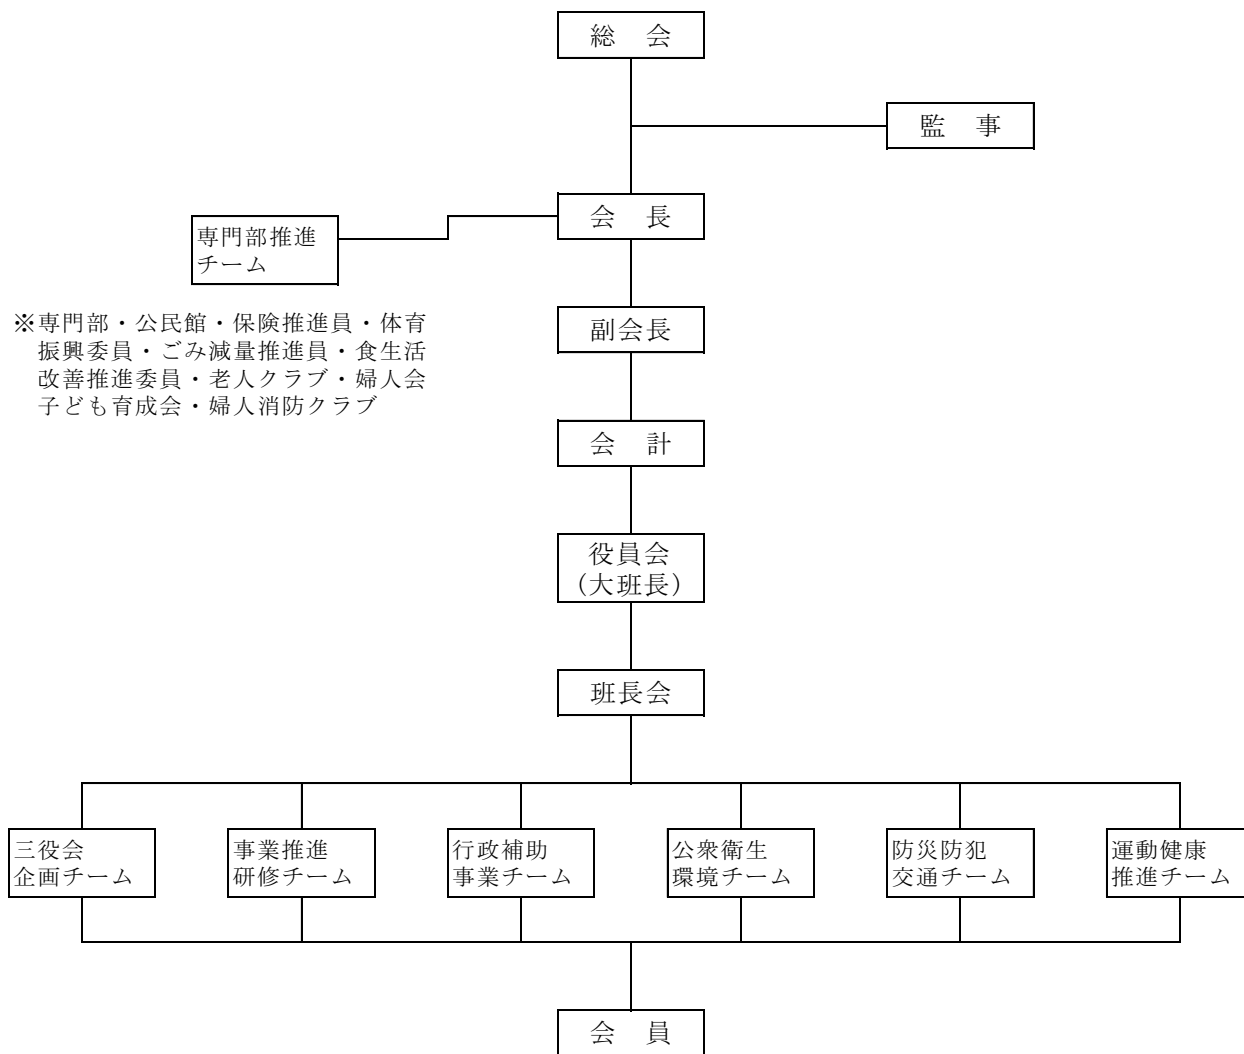 総　会
監　事
会　長
専門部推進
チーム
※専門部・公民館・保険推進員・体育
振興委員・ごみ減量推進員・食生活
改善推進委員・老人クラブ・婦人会
子ども育成会・婦人消防クラブ
副会長
会　計
役員会
(大班長)
班長会
三役会
企画チーム
事業推進
研修チーム
行政補助
事業チーム
公衆衛生
環境チーム
防災防犯
交通チーム
運動健康
推進チーム
会　員